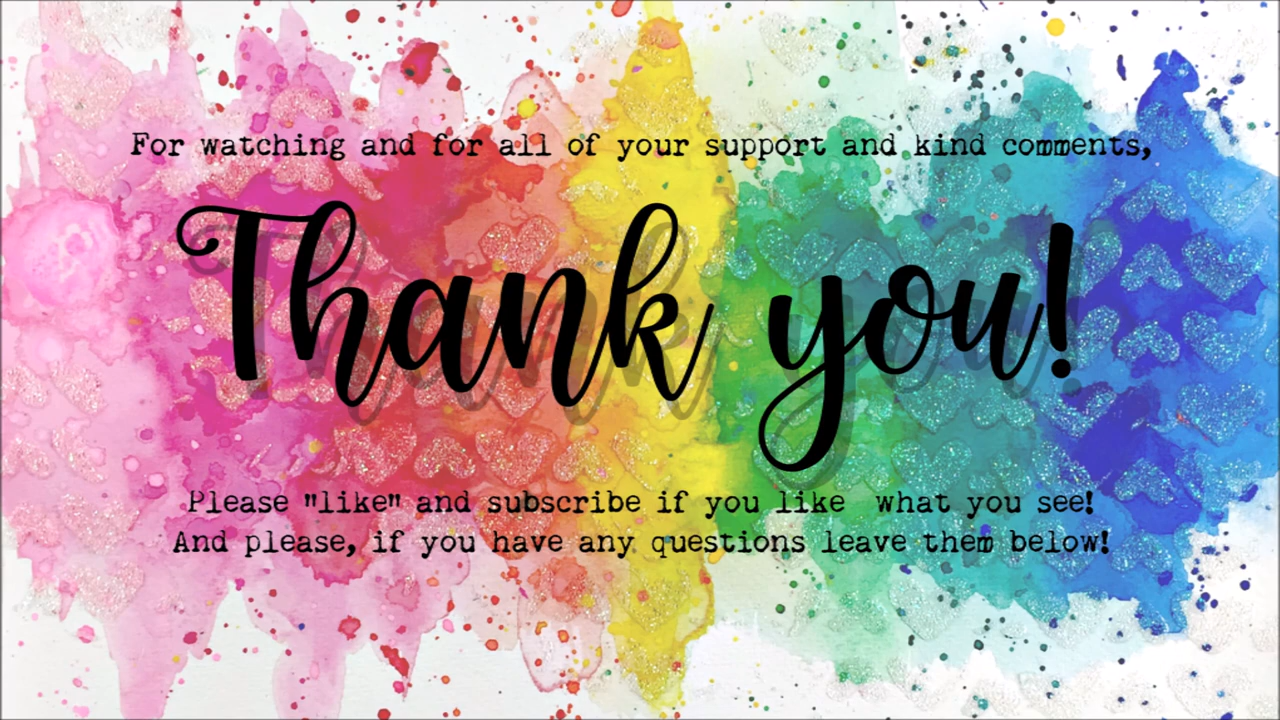 For watching and for all of your support and kind comments,
Thank you!
Please "like" and subscribe if you like what you see!
And please, if you have any questions leave them below!